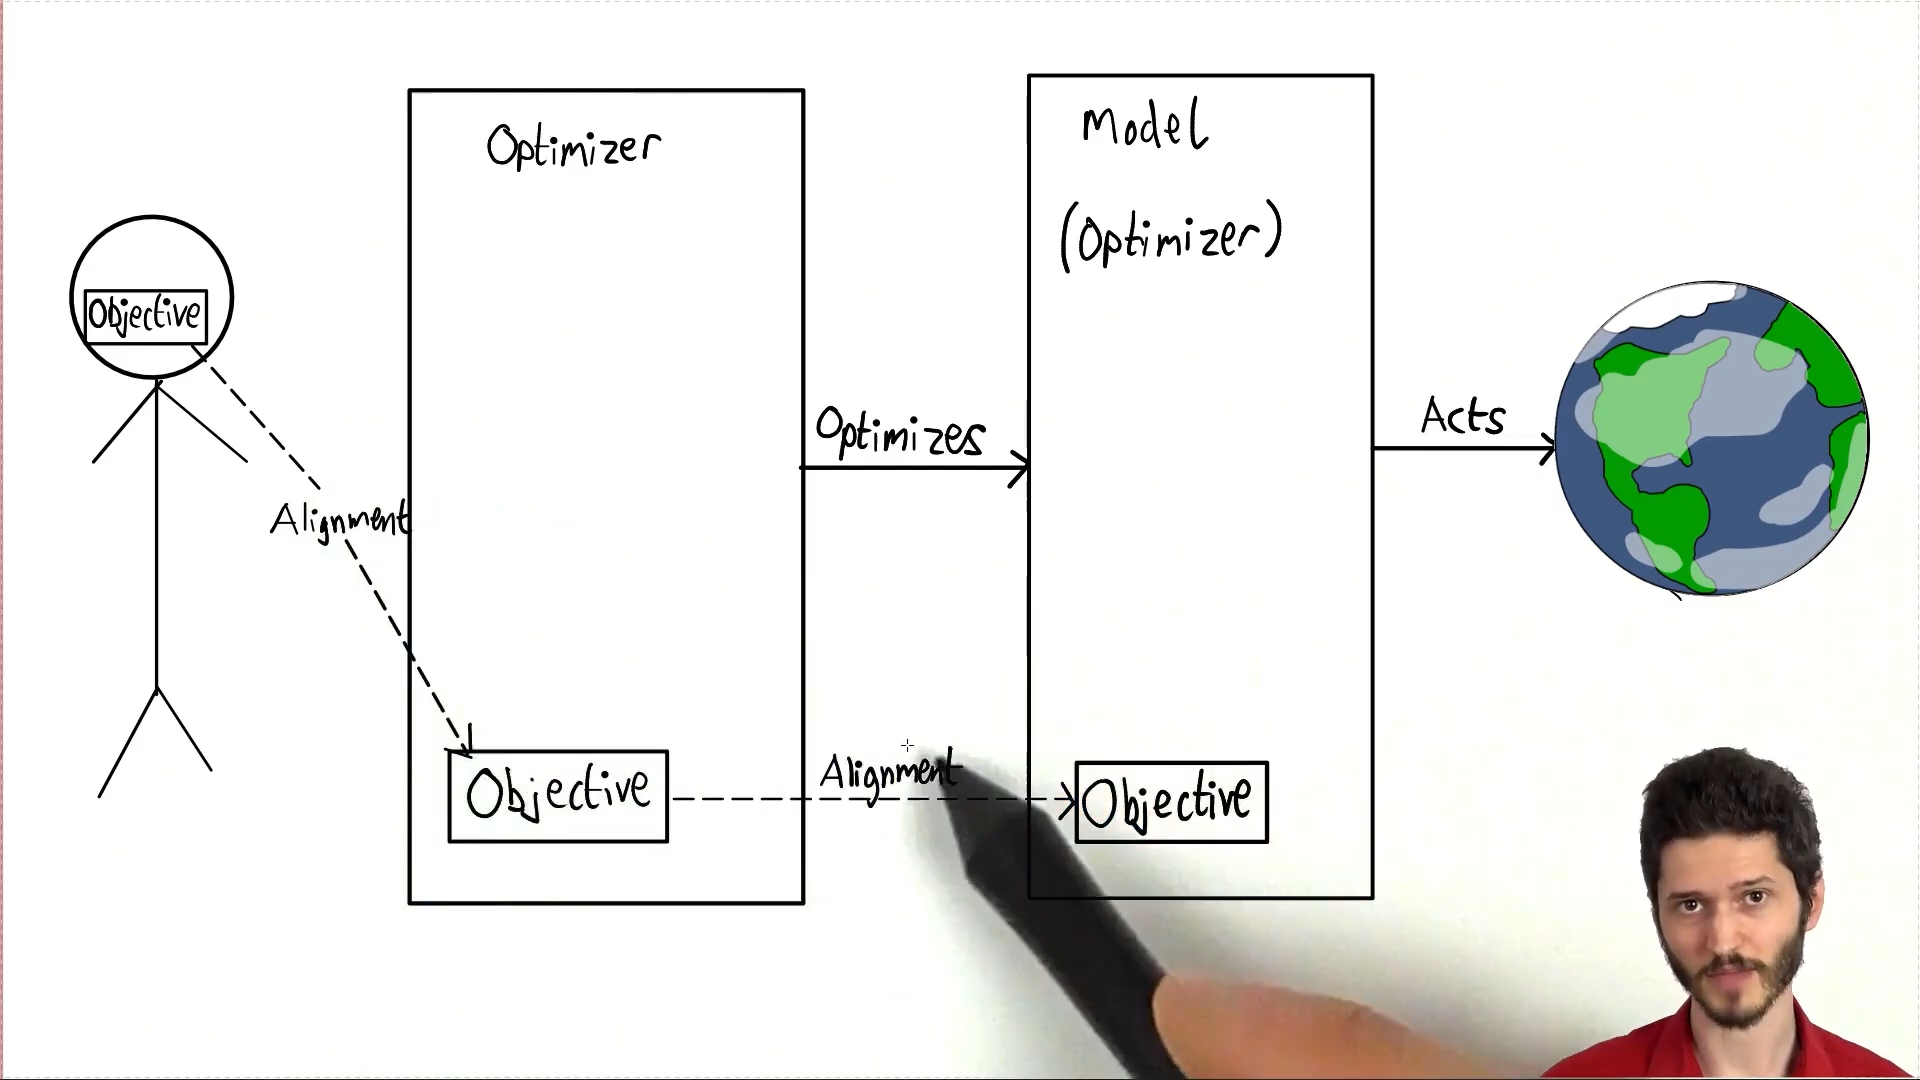 Optimizer
Model
(Optimizer)
Objective
Optimizes
Acts
Alignment
Alignment
Objective
Objective